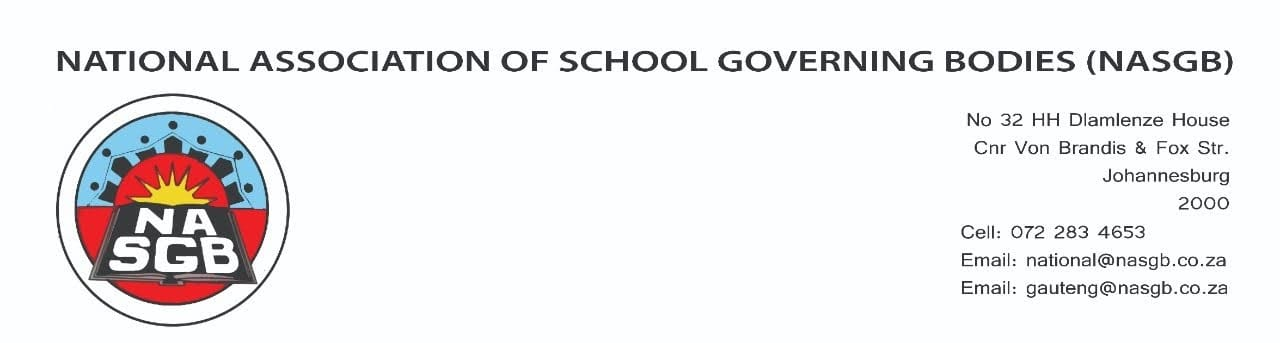 NATIONAL ASSOCIATION OF SCHOOL GOVERNING BODIES (NASGB)
NA
SGB
No 32 HH Dlamlenze House
Cnr Von Brandis & Fox Str.
Johannesburg
2000
Cell: 072 283 4653
Email: national@nasgb.co.za
Email: gauteng@nasgb.co.za